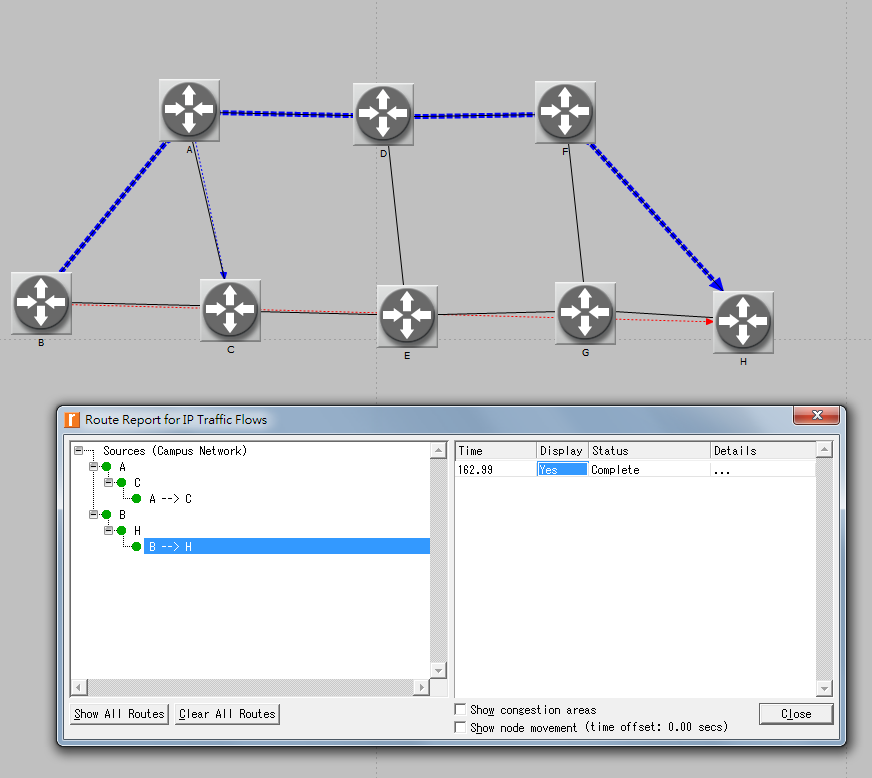 A
D
F
B
C
E
G
H
Route Report for IP Traffic Flows
Sources (Campus Network)
A
C
A --> C
B
H
B --> H
Time Display Status Details
162.99 Yes Complete ...
Show All Routes Clear All Routes
Show congestion areas
Show node movement (time offset: 0.00 secs)
Close